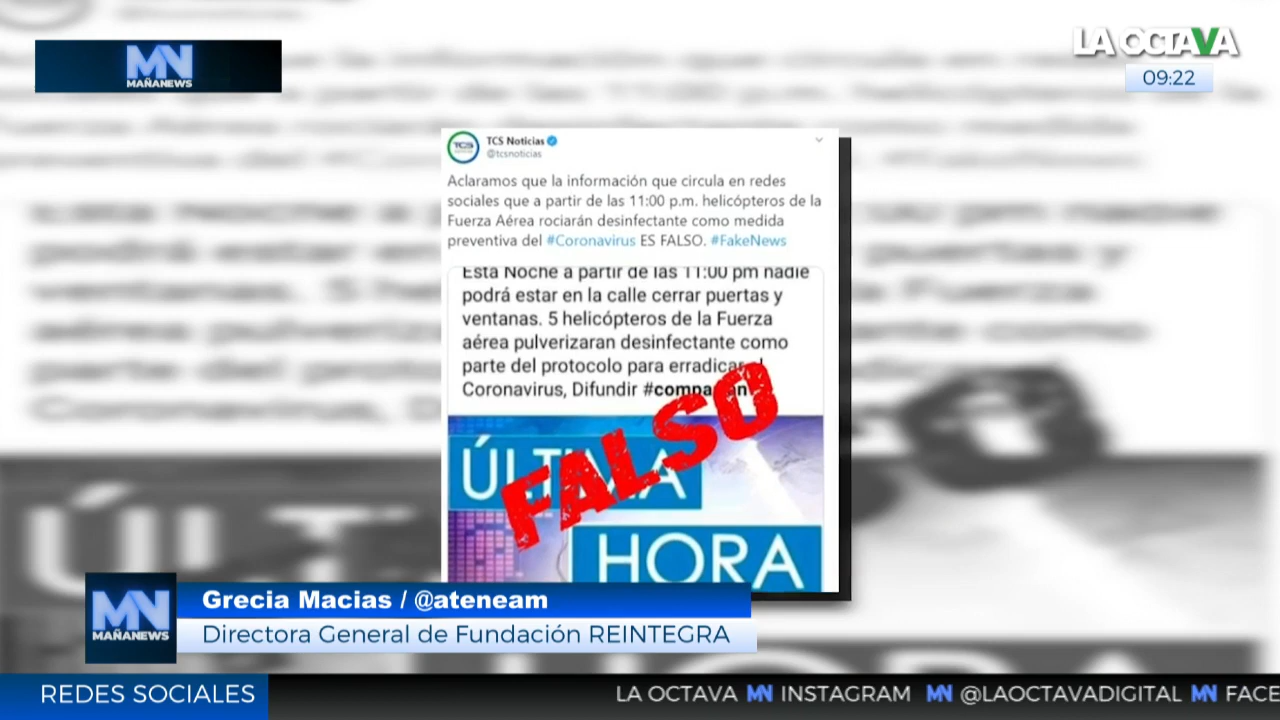 MN
MAÑANEWS
LA OCTAVA
09:22
TCS Noticias
@tcsnoticias
TCS
Aclaramos que la información que circula en redes
sociales que a partir de las 11:00 p.m. helicópteros de la
Fuerza Aérea rociarán desinfectante como medida
preventiva del #Coronavirus ES FALSO. #FakeNews
Esta Noche a partir de las 11:00 pm nadie
podrá estar en la calle cerrar puertas y
ventanas. 5 helicópteros de la Fuerza
aérea pulverizaran desinfectante como
parte del protocolo para erradicar
Coronavirus, Difundir
FALSO
ÚLTIMA
HORA
MN
MAÑANEWS
Grecia Macias / @ateneam
Directora General de Fundación REINTEGRA
REDES SOCIALES
LA OCTAVA MN INSTAGRAM MN @LAOCTAVADIGITAL MN FACE